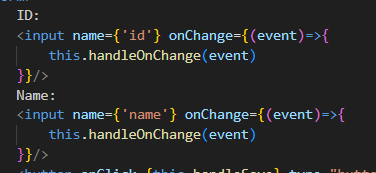 ID:
<input name={'id'} onChange={(event)=>{
this.handleOnChange(event)
}}/>
Name:
<input name={'name'} onChange={(event)=>{
this.handleOnChange(event)
}}/>